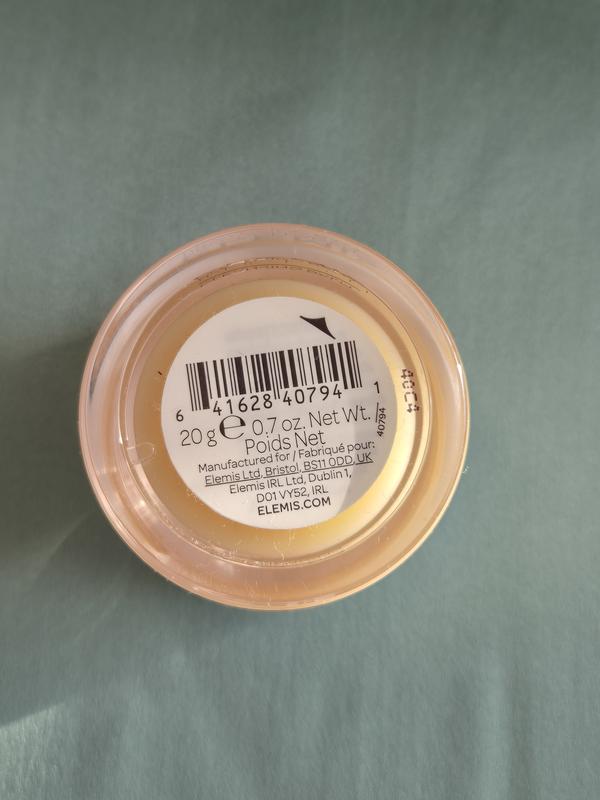 6 41628 40794 1
20 g ℮ 0.7 oz. Net Wt.
Poids Net
Manufactured for / Fabriqué pour:
Elemis Ltd, Bristol, BS11 0DD, UK
Elemis IRL Ltd, Dublin 1,
D01 VY52, IRL
ELEMIS.COM
40794